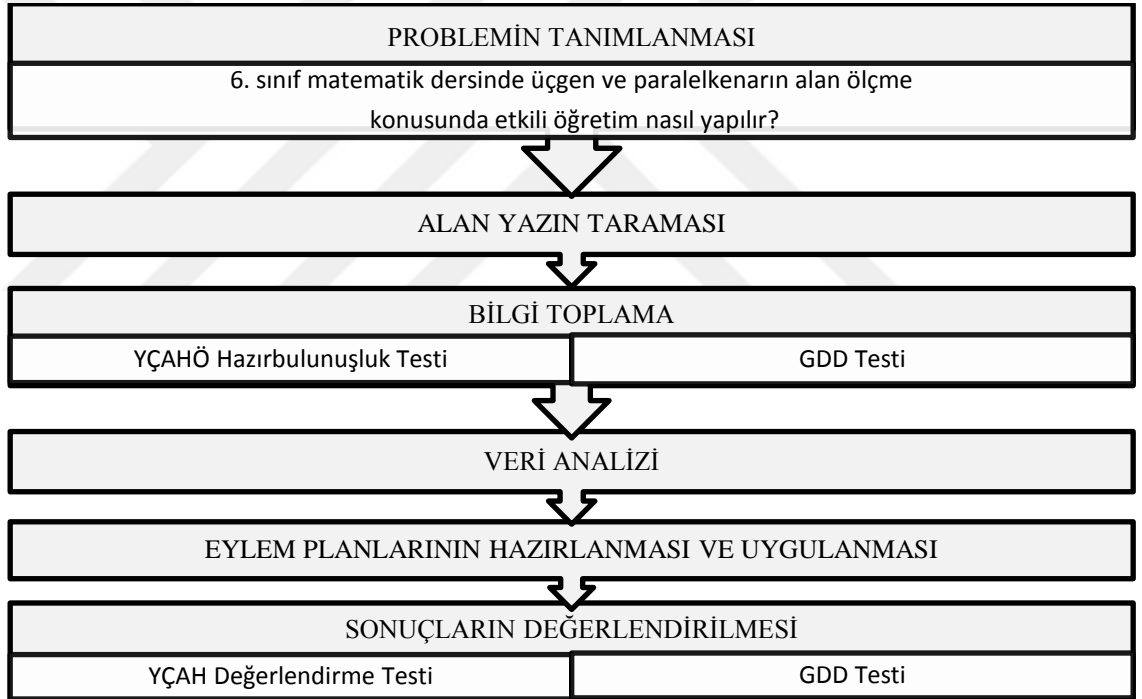 PROBLEMİN TANIMLANMASI
6. sınıf matematik dersinde üçgen ve paralelkenarın alan ölçme
konusunda etkili öğretim nasıl yapılır?
ALAN YAZIN TARAMASI
BİLGİ TOPLAMA
YÇAHÖ Hazırbulunuşluk Testi
GDD Testi
VERİ ANALİZİ
EYLEM PLANLARININ HAZIRLANMASI VE UYGULANMASI
SONUÇLARIN DEĞERLENDİRİLMESİ
YÇAH Değerlendirme Testi
GDD Testi